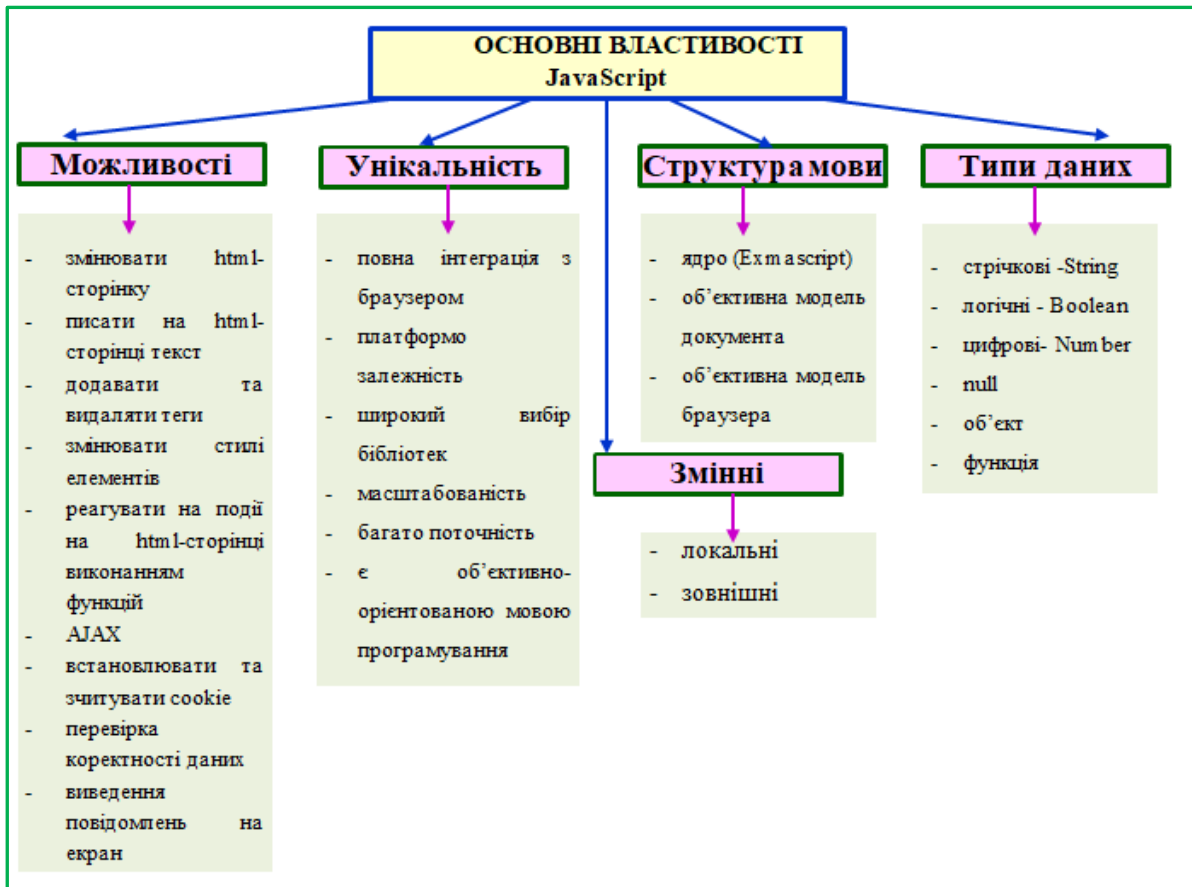 ОСНОВНІ ВЛАСТИВОСТІ
JavaScript
Можливості
- змінювати html-
сторінку
- писати на html-
сторінці текст
- додавати та
видаляти теги
- змінювати стилі
елементів
- реагувати на події
на html-сторінці
виконанням
функцій
- AJAX
- встановлювати та
зчитувати cookie
- перевірка
коректності даних
- виведення
повідомлень на
екран
Унікальність
- повна інтеграція з
браузером
- платформо
залежність
- широкий вибір
бібліотек
- масштабованість
- багато поточність
- є об’єктивно-
орієнтованою мовою
програмування
Структура мови
- ядро (Exmascript)
- об’єктивна модель
документа
- об’єктивна модель
браузера
Змінні
- локальні
- зовнішні
Типи даних
- стрічкові -String
- логічні - Boolean
- цифрові- Number
- null
- об’єкт
- функція